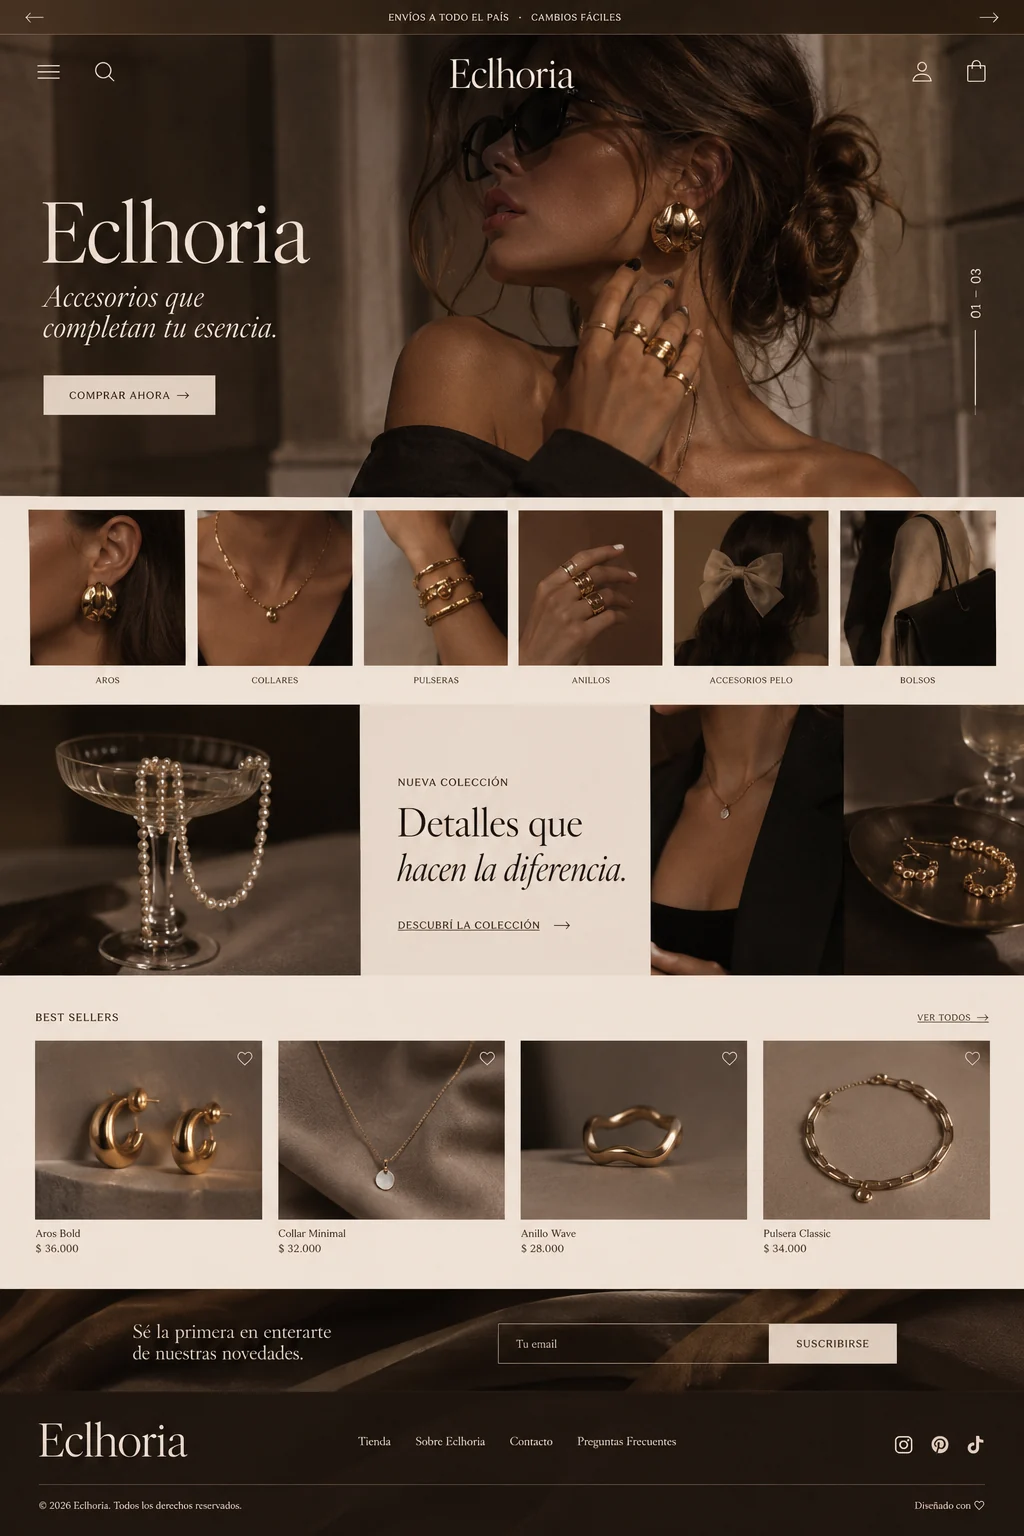 ENVÍOS A TODO EL PAÍS · CAMBIOS FÁCILES
Eclhoria
Eclhoria
Accesorios que
completan tu esencia.
COMPRAR AHORA →
01 – 03
AROS
COLLARES
PULSERAS
ANILLOS
ACCESORIOS PELO
BOLSOS
NUEVA COLECCIÓN
Detalles que
hacen la diferencia.
DESCUBRÍ LA COLECCIÓN →
BEST SELLERS
VER TODOS →
Aros Bold
$ 36.000
Collar Minimal
$ 32.000
Anillo Wave
$ 28.000
Pulsera Classic
$ 34.000
Sé la primera en enterarte
de nuestras novedades.
Tu email
SUSCRIBIRSE
Eclhoria
Tienda
Sobre Eclhoria
Contacto
Preguntas Frecuentes
© 2026 Eclhoria. Todos los derechos reservados.
Diseñado con ♡